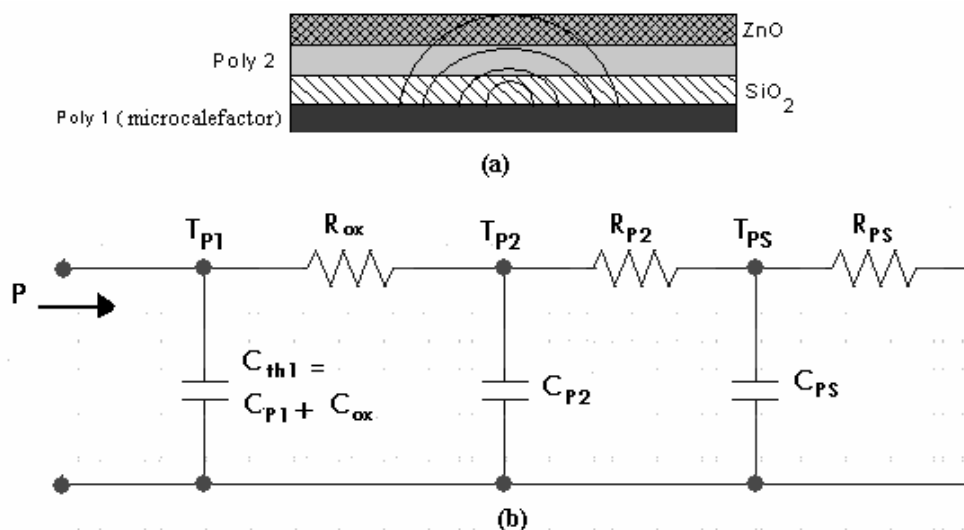 ZnO
Poly 2
SiO2
Poly 1 (microcalefactor)
(a)
TP1 Rox TP2 RP2 TPS RPS
P
Cth1 =
CP1 + Cox
CP2
CPS
(b)